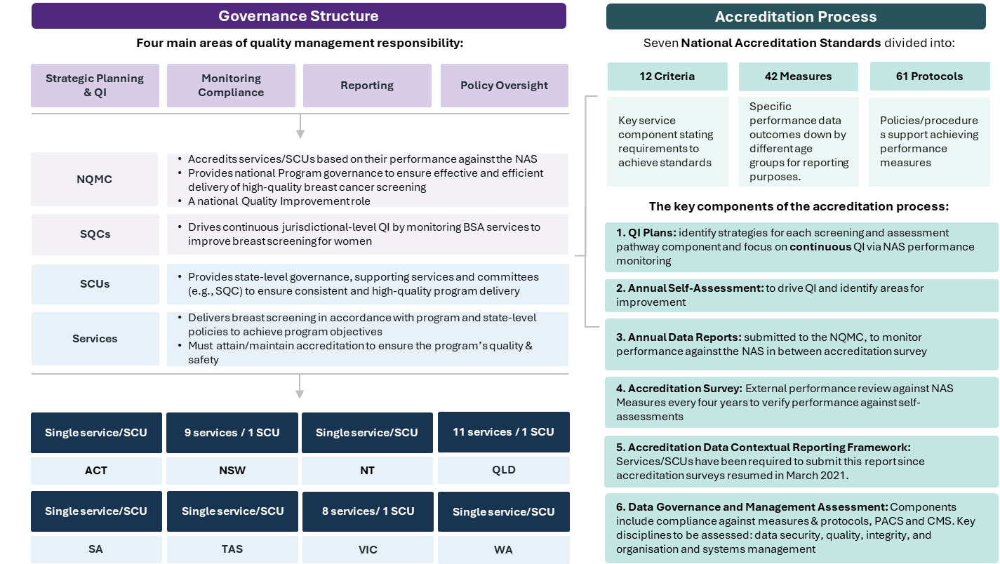 Governance Structure
Four main areas of quality management responsibility:
Strategic Planning
& QI
Monitoring
Compliance
Reporting
Policy Oversight
NQMC
• Accredits services/SCUs based on their performance against the NAS
• Provides national Program governance to ensure effective and efficient
delivery of high-quality breast cancer screening
• A national Quality Improvement role
SQCs
• Drives continuous jurisdictional-level QI by monitoring BSA services to
improve breast screening for women
SCUs
• Provides state-level governance, supporting services and committees
(e.g., SQC) to ensure consistent and high-quality program delivery
Services
• Delivers breast screening in accordance with program and state-level
policies to achieve program objectives
• Must attain/maintain accreditation to ensure the program’s quality &
safety
Single service/SCU
9 services / 1 SCU
Single service/SCU
11 services / 1 SCU
ACT
NSW
NT
QLD
Single service/SCU
Single service/SCU
8 services/ 1 SCU
Single service/SCU
SA
TAS
VIC
WA
Accreditation Process
Seven National Accreditation Standards divided into:
12 Criteria
42 Measures
61 Protocols
Key service
component stating
requirements to
achieve standards
Specific
performance data
outcomes down by
different age
groups for reporting
purposes.
Policies/procedure
s support achieving
performance
measures
The key components of the accreditation process:
1. QI Plans: identify strategies for each screening and assessment
pathway component and focus on continuous QI via NAS performance
monitoring
2. Annual Self-Assessment: to drive QI and identify areas for
improvement
3. Annual Data Reports: submitted to the NQMC, to monitor
performance against the NAS in between accreditation survey
4. Accreditation Survey: External performance review against NAS
Measures every four years to verify performance against self-
assessments
5. Accreditation Data Contextual Reporting Framework:
Services/SCUs have been required to submit this report since
accreditation surveys resumed in March 2021.
6. Data Governance and Management Assessment: Components
include compliance against measures & protocols, PACS and CMS. Key
disciplines to be assessed: data security, quality, integrity, and
organisation and systems management